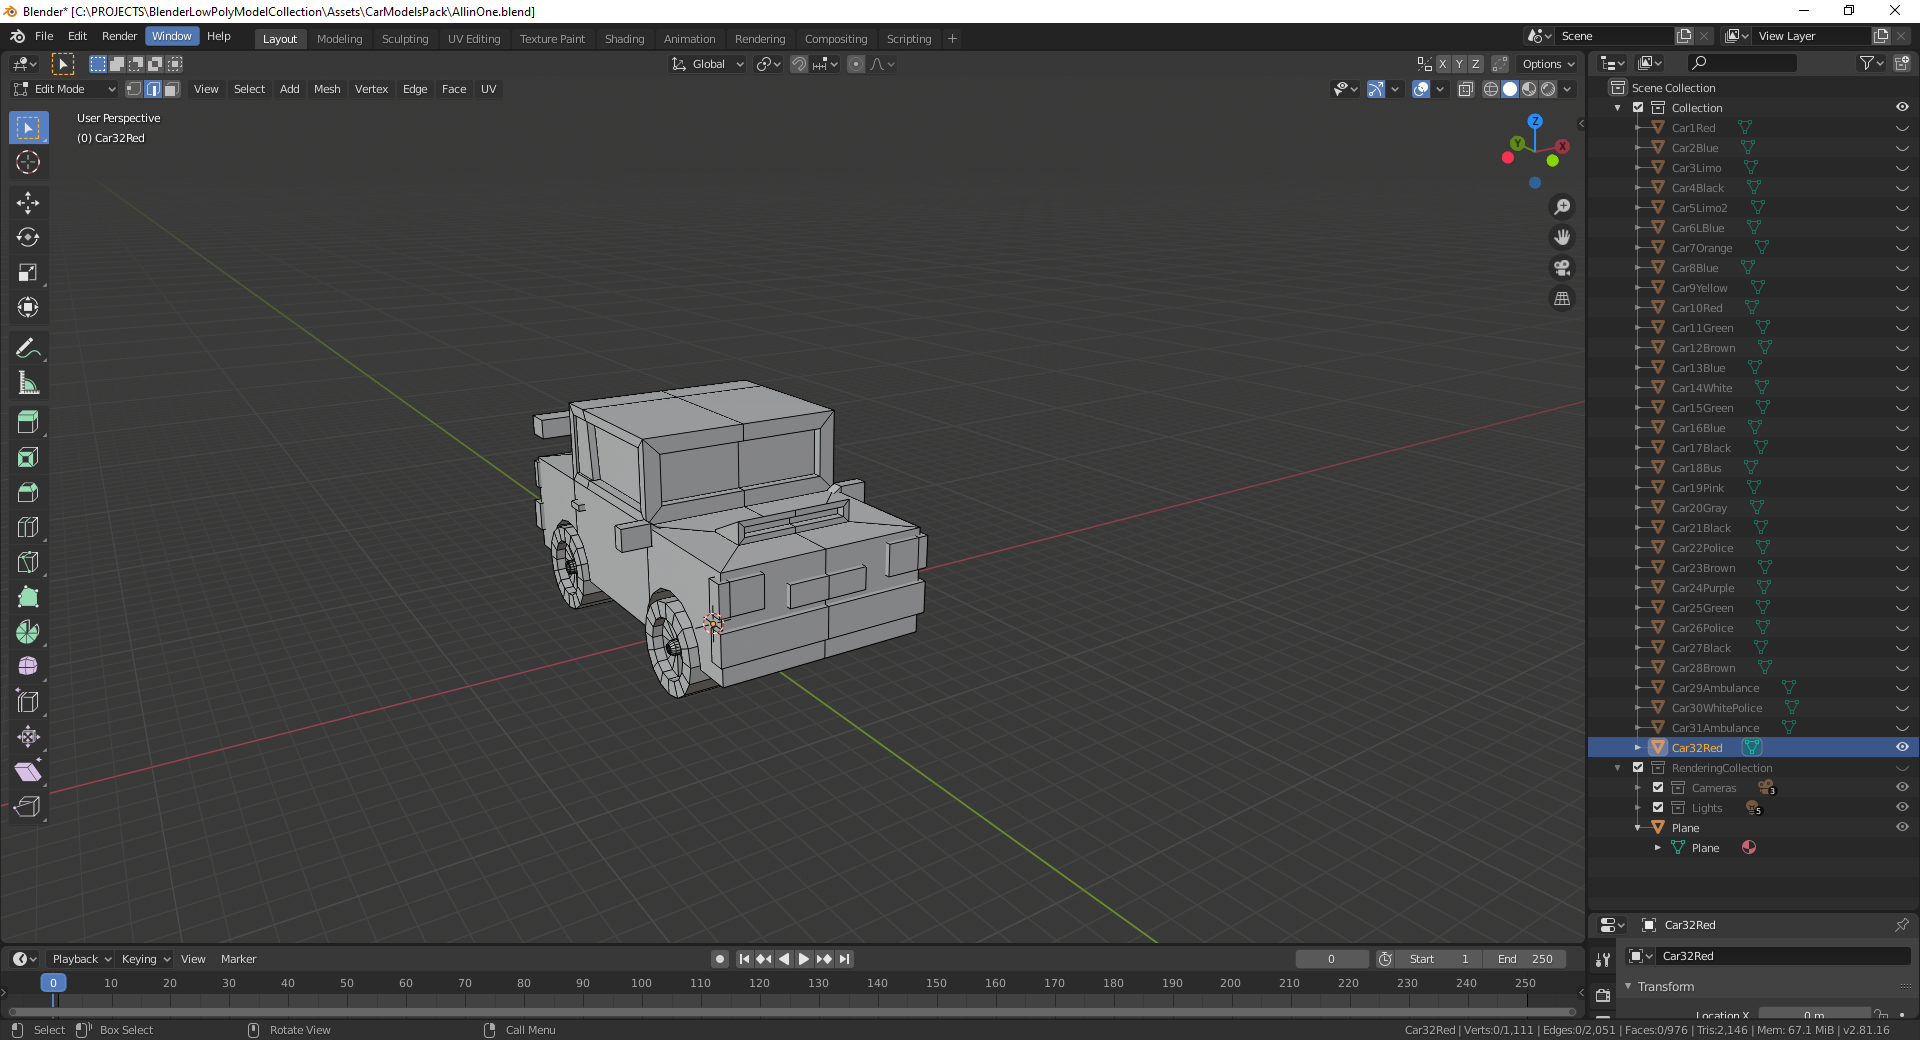 Blender* [C:\PROJECTS\BlenderLowPolyModelCollection\Assets\CarModelsPack\AllinOne.blend]
File Edit Render Window Help Layout Modeling Sculpting UV Editing Texture Paint Shading Animation Rendering Compositing Scripting + Scene View Layer
Global X Y Z Options
Edit Mode View Select Add Mesh Vertex Edge Face UV
User Perspective
(0) Car32Red
Z
Y
X
Scene Collection
Collection
Car1Red
Car2Blue
Car3Limo
Car4Black
Car5Limo2
Car6LBlue
Car7Orange
Car8Blue
Car9Yellow
Car10Red
Car11Green
Car12Brown
Car13Blue
Car14White
Car15Green
Car16Blue
Car17Black
Car18Bus
Car19Pink
Car20Gray
Car21Black
Car22Police
Car23Brown
Car24Purple
Car25Green
Car26Police
Car27Black
Car28Brown
Car29Ambulance
Car30WhitePolice
Car31Ambulance
Car32Red
RenderingCollection
Cameras 3
Lights 5
Plane
Plane
Car32Red
Car32Red
Transform
Location X 0 m
Playback Keying View Marker 0 Start 1 End 250
0 10 20 30 40 50 60 70 80 90 100 110 120 130 140 150 160 170 180 190 200 210 220 230 240 250
Select Box Select Rotate View Call Menu Car32Red | Verts:0/1,111 | Edges:0/2,051 | Faces:0/976 | Tris:2,146 | Mem: 67.1 MiB | v2.81.16